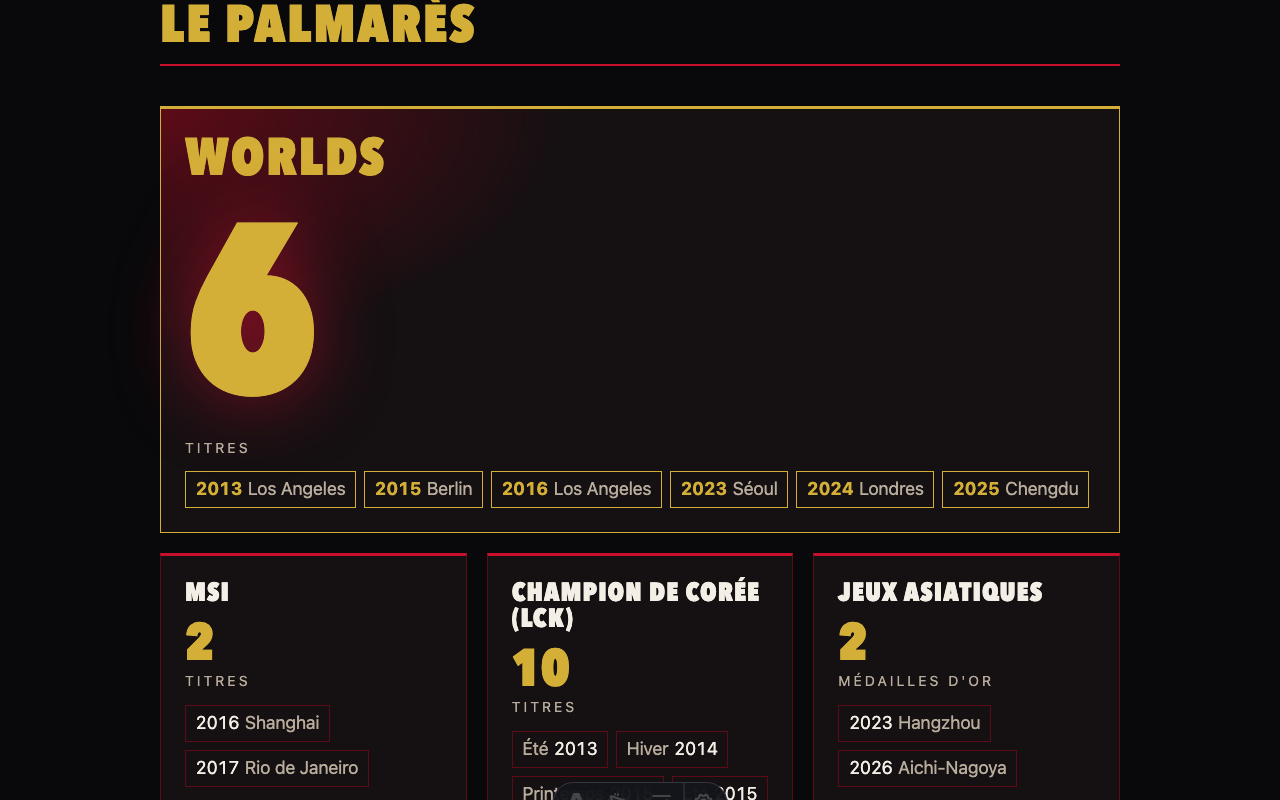 LE PALMARÈS
WORLDS
6
TITRES
2013 Los Angeles
2015 Berlin
2016 Los Angeles
2023 Séoul
2024 Londres
2025 Chengdu
MSI
2
TITRES
2016 Shanghai
2017 Rio de Janeiro
CHAMPION DE CORÉE
(LCK)
10
TITRES
Été 2013
Hiver 2014
2015
JEUX ASIATIQUES
2
MÉDAILLES D'OR
2023 Hangzhou
2026 Aichi-Nagoya